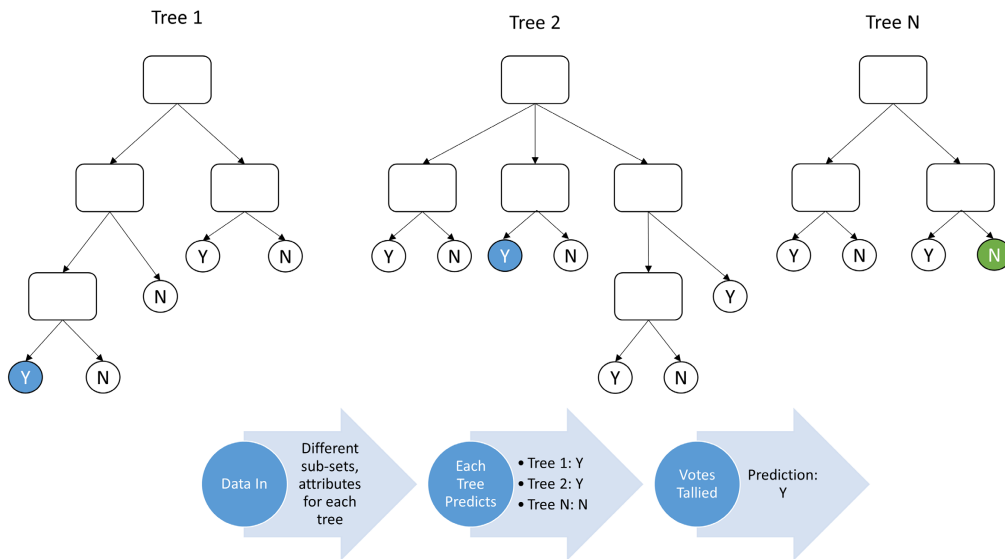 Tree 1
Tree 2
Tree N
Y
N
Y
N
Y
N
Y
N
N
Y
N
Y
N
Y
Y
N
Y
N
Data In
Different
sub-sets,
attributes
for each
tree
Each
Tree
Predicts
• Tree 1: Y
• Tree 2: Y
• Tree N: N
Votes
Tallied
Prediction:
Y